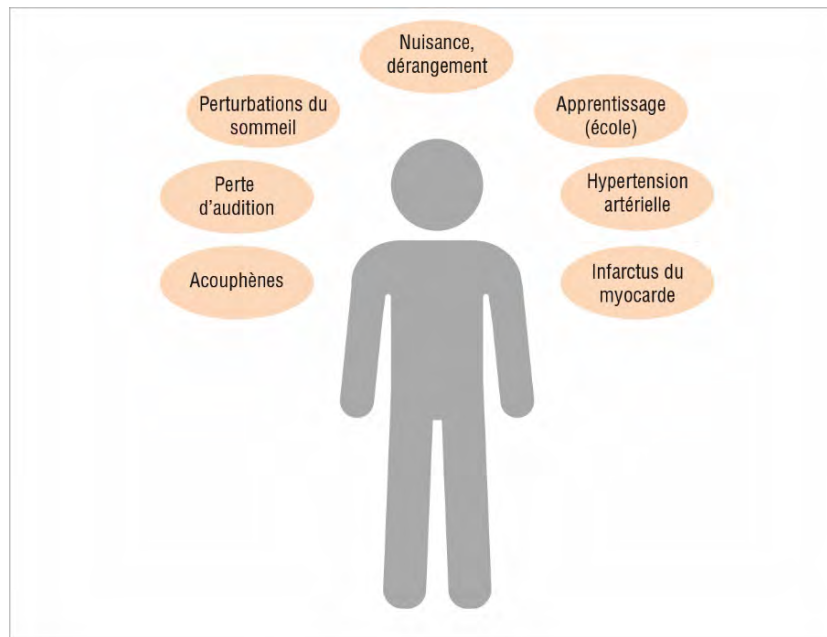 Nuisance,
dérangement
Perturbations du
sommeil
Apprentissage
(école)
Perte
d'audition
Hypertension
artérielle
Acouphènes
Infarctus du
myocarde